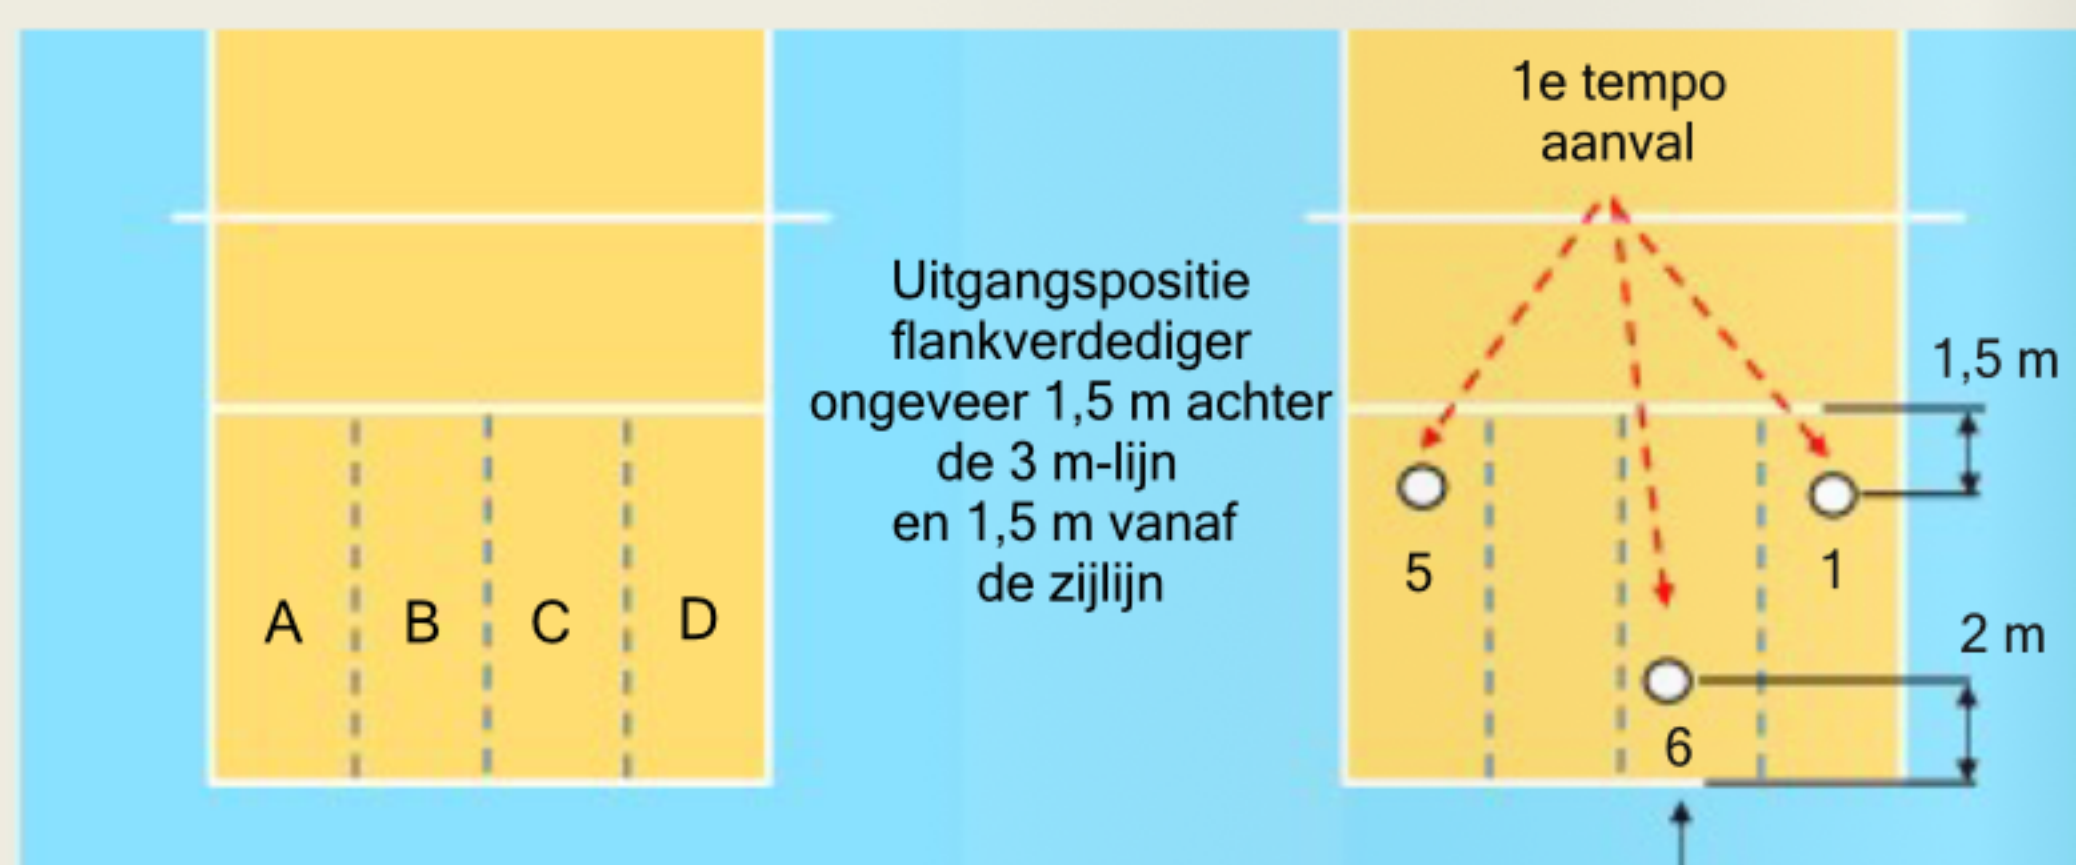 A B C D
Uitgangspositie
flankverdediger
ongeveer 1,5 m achter
de 3 m-lijn
en 1,5 m vanaf
de zijlijn
1e tempo
aanval
1,5 m
5
1
2 m
6